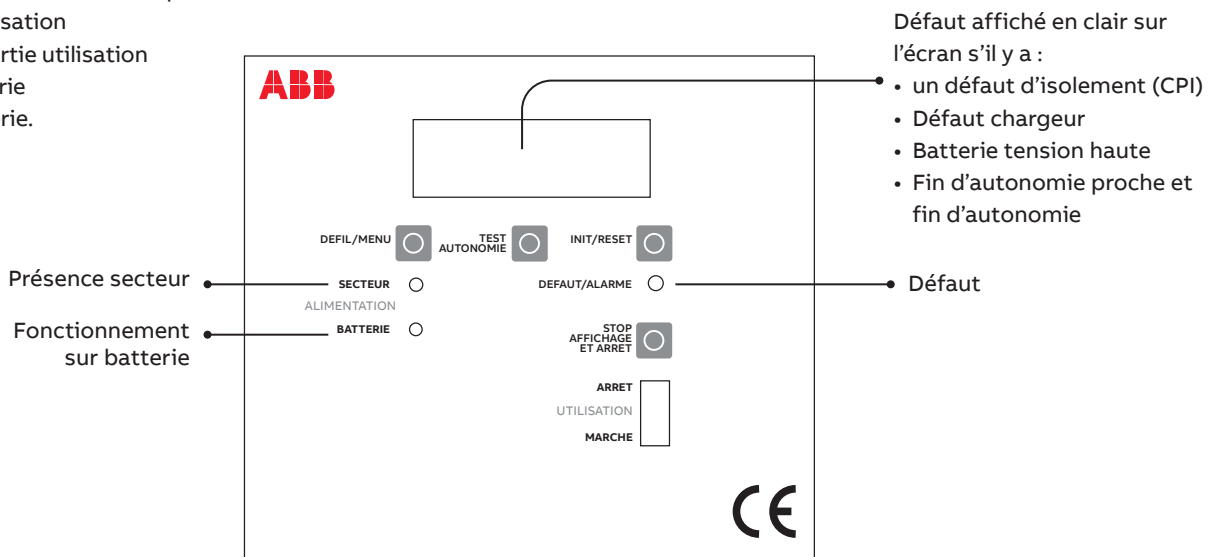 sation
rtie utilisation
rie
rie.
Défaut affiché en clair sur
l'écran s'il y a :
• un défaut d'isolement (CPI)
• Défaut chargeur
• Batterie tension haute
• Fin d'autonomie proche et
fin d'autonomie
ABB
DEFIL/MENU
TEST
AUTONOMIE
INIT/RESET
Présence secteur
SECTEUR
DEFAUT/ALARME
Défaut
ALIMENTATION
Fonctionnement
sur batterie
BATTERIE
STOP
AFFICHAGE
ET ARRET
ARRET
UTILISATION
MARCHE
CE